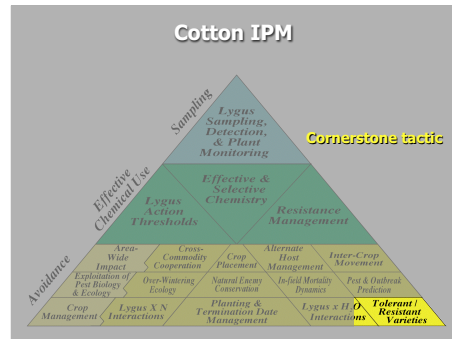 Cotton IPM
Sampling
Lygus
Sampling,
Detection,
& Plant
Monitoring
Cornerstone tactic
Effective
Chemical Use
Lygus
Action
Thresholds
Effective &
Selective
Chemistry
Resistance
Management
Avoidance
Area-
Wide
Impact
Cross-
Commodity
Cooperation
Crop
Placement
Alternate
Host
Management
Inter-Crop
Movement
Exploitation of
Pest Biology
& Ecology
Over-Wintering
Ecology
Natural Enemy
Conservation
In-field Mortality
Dynamics
Pest & Outbreak
Prediction
Crop
Management
Lygus X N
Interactions
Planting &
Termination Date
Management
Lygus x H2O
Interactions
Tolerant /
Resistant
Varieties